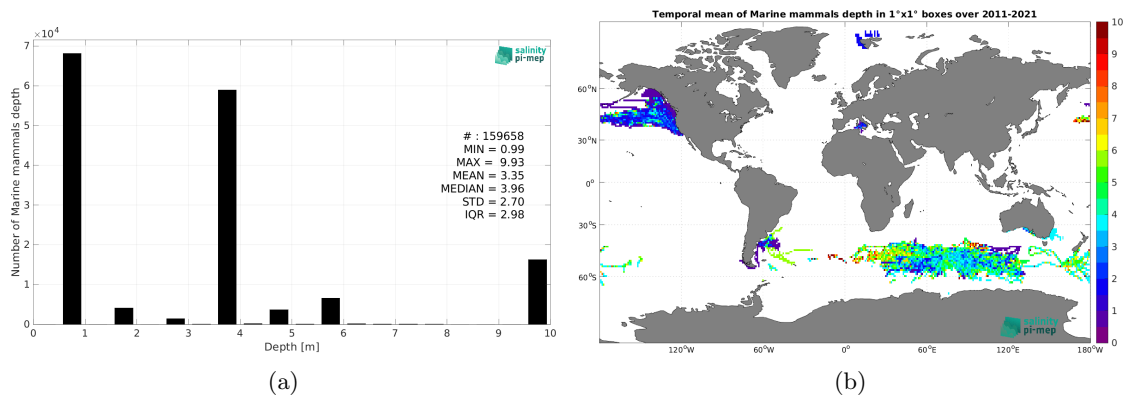 ×10⁴
7
6
5
4
3
2
1
0
Number of Marine mammals depth
0 1 2 3 4 5 6 7 8 9 10
Depth [m]
salinity
pi-mep
# : 159658
MIN = 0.99
MAX = 9.93
MEAN = 3.35
MEDIAN = 3.96
STD = 2.70
IQR = 2.98
(a)
Temporal mean of Marine mammals depth in 1°x1° boxes over 2011-2021
60°N
30°N
0°
30°S
60°S
120°W 60°W 0° 60°E 120°E 180°W
salinity
pi-mep
10
9
8
7
6
5
4
3
2
1
0
(b)